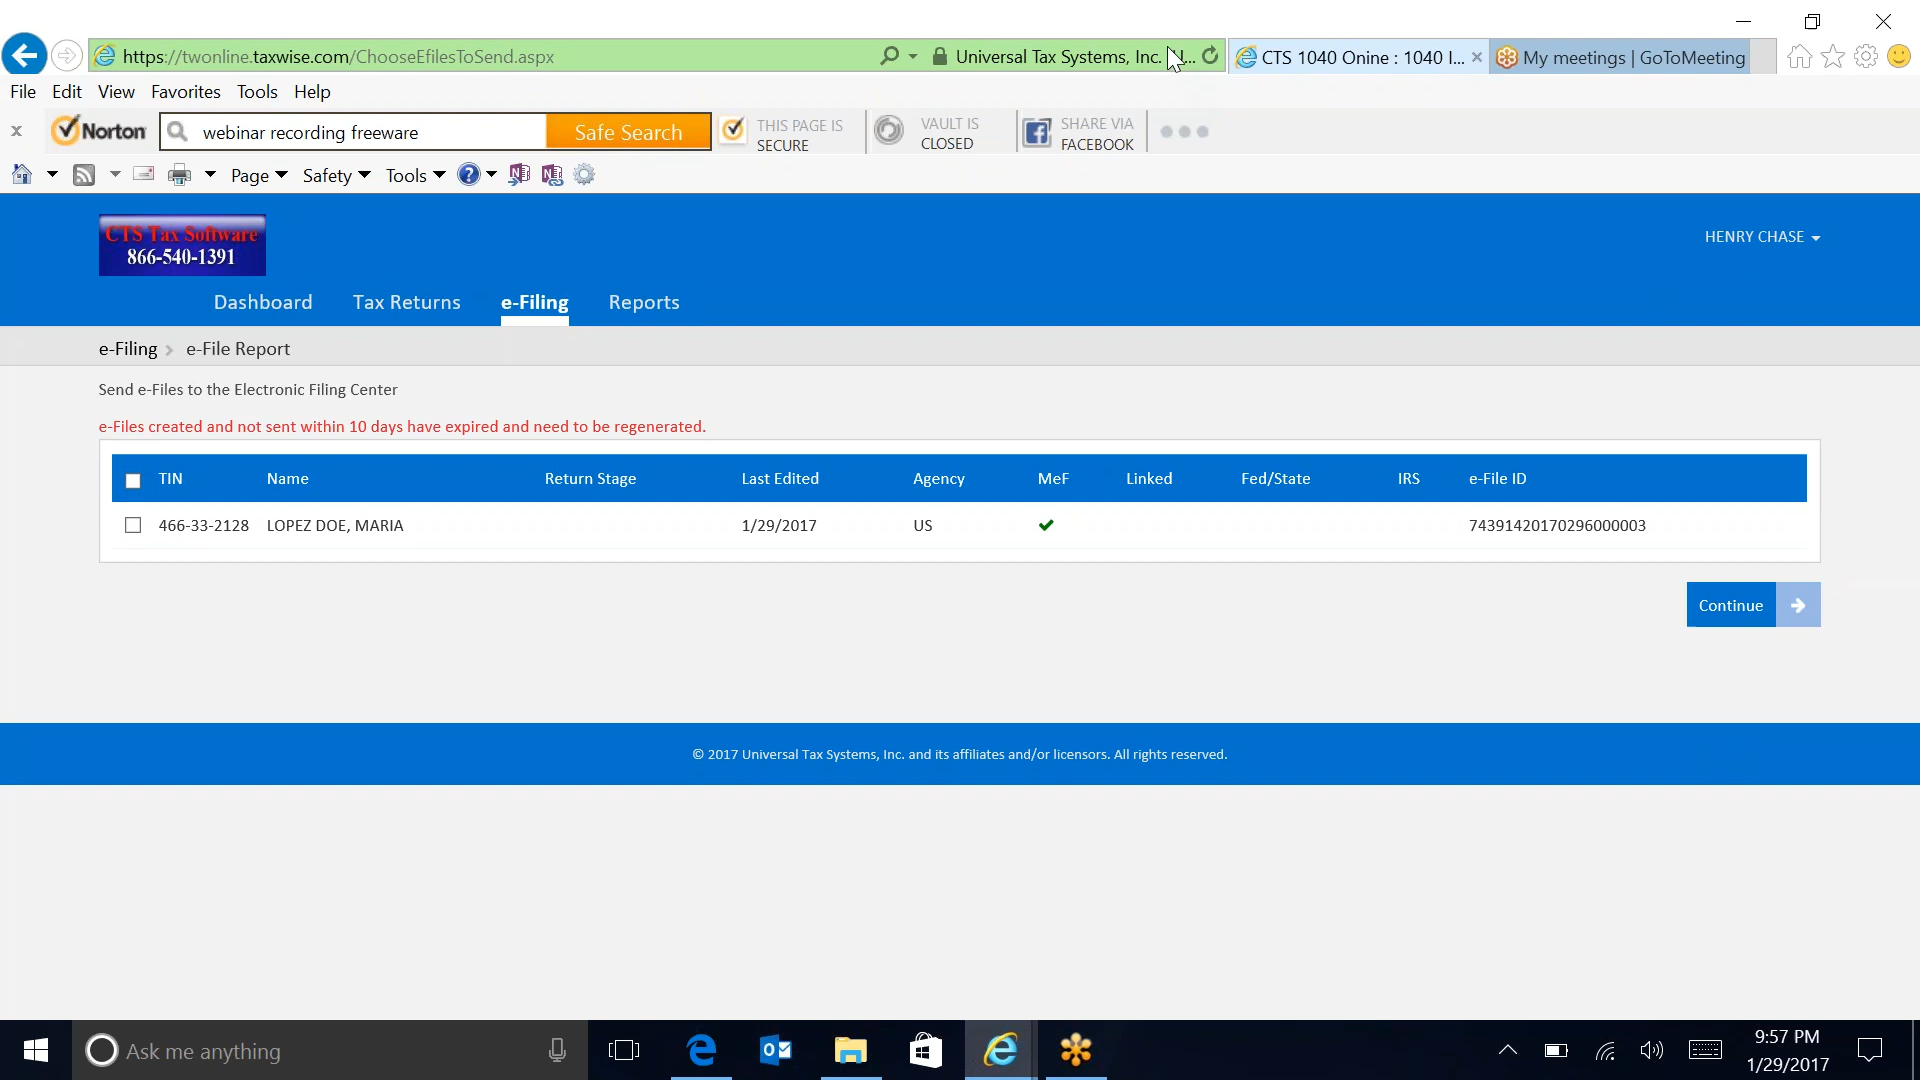 https://twonline.taxwise.com/ChooseEfilesToSend.aspx
Universal Tax Systems, Inc.
CTS 1040 Onine : 1040 I...
My meetings | GoToMeeting
File Edit View Favorites Tools Help
x Norton webinar recording freeware Safe Search
THIS PAGE IS
SECURE
VAULT IS
CLOSED
SHARE VIA
FACEBOOK
Page Safety Tools
CTS Tax Software
866-540-1391
HENRY CHASE
Dashboard Tax Returns e-Filing Reports
e-Filing e-File Report
Send e-Files to the Electronic Filing Center
e-Files created and not sent within 10 days have expired and need to be regenerated.
TIN Name Return Stage Last Edited Agency MeF Linked Fed/State IRS e-File ID
466-33-2128 LOPEZ DOE, MARIA 1/29/2017 US 74391420170296000003
Continue
© 2017 Universal Tax Systems, Inc. and its affiliates and/or licensors. All rights reserved.
Ask me anything
9:57 PM
1/29/2017